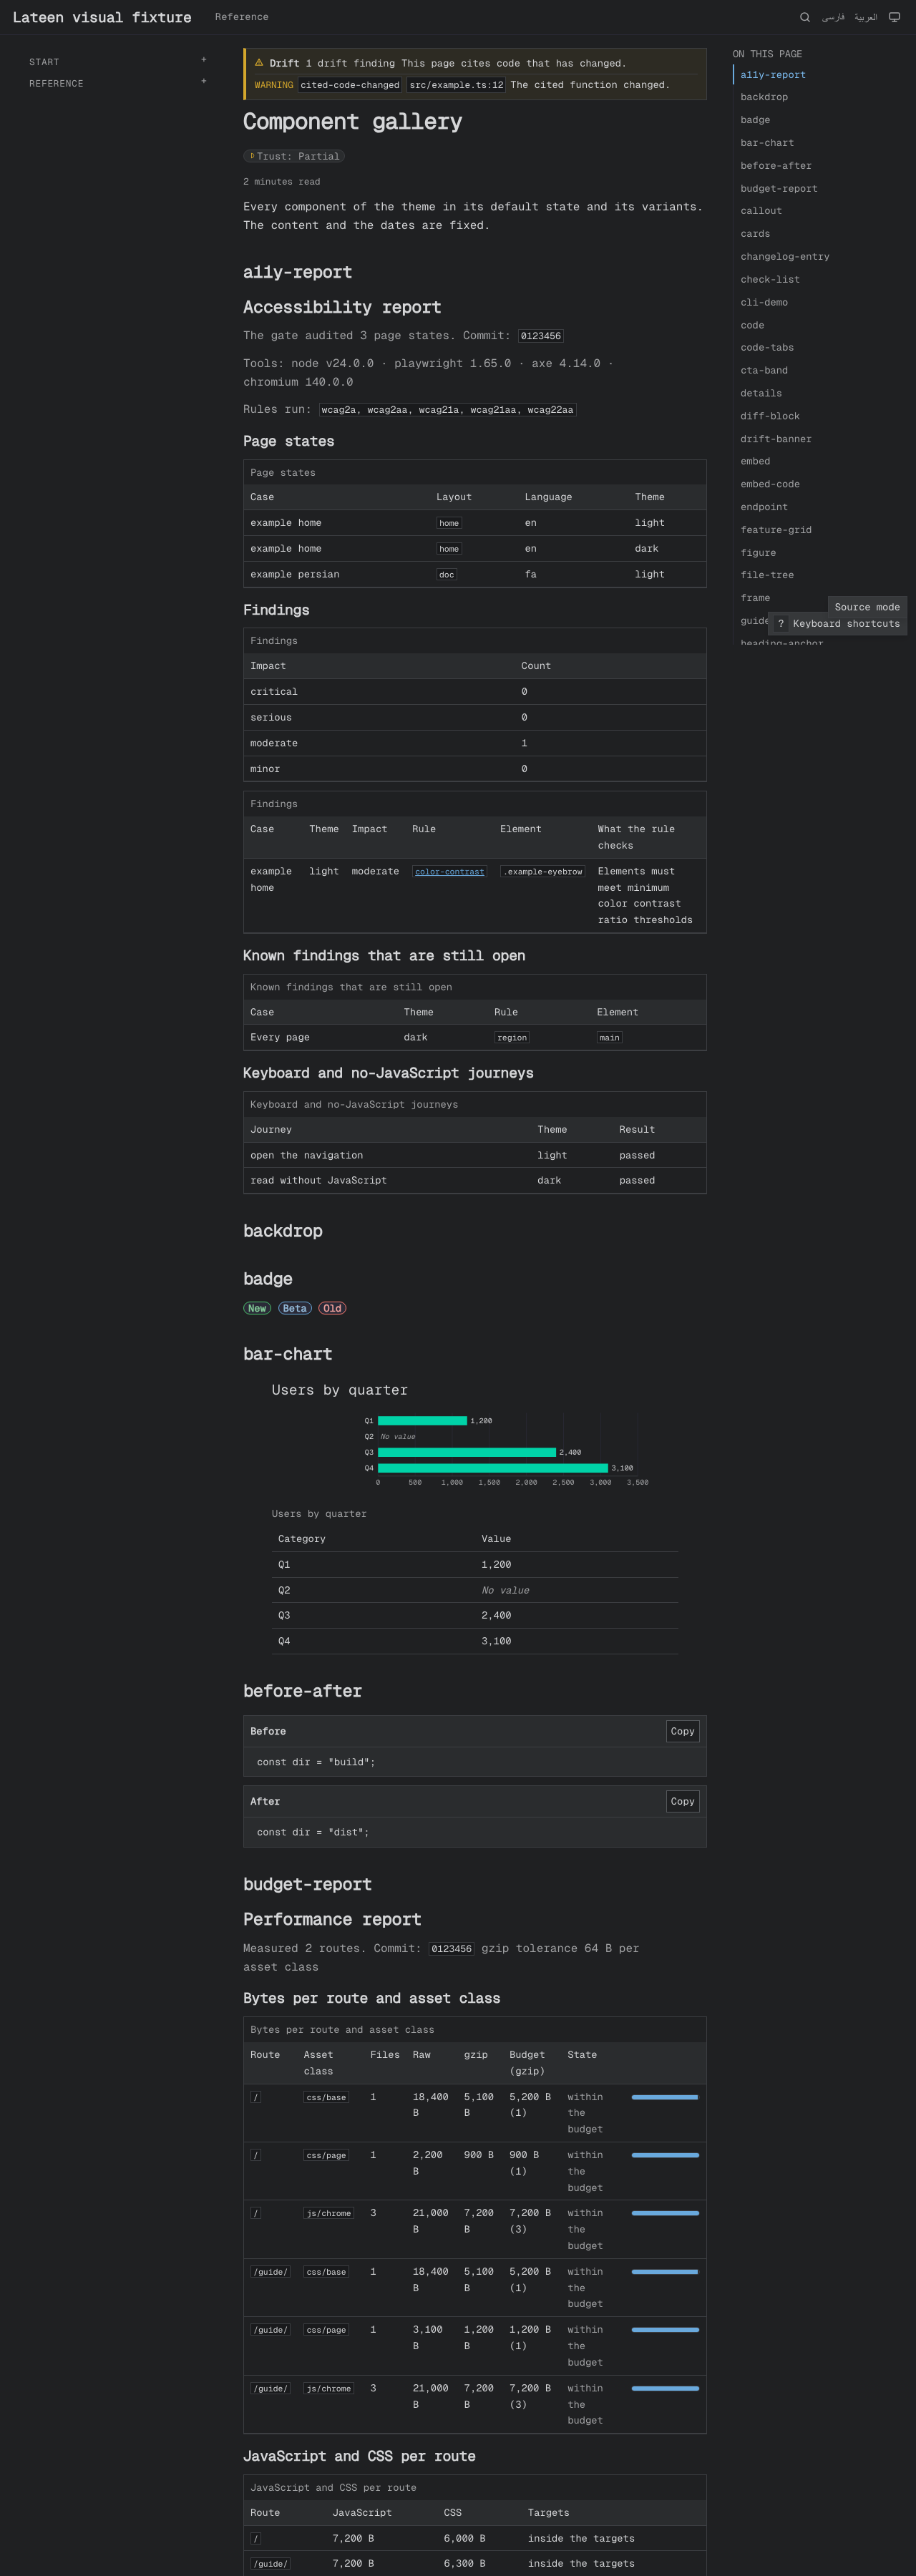 Lateen visual fixture
Reference
فارسی
العربية
START +
REFERENCE +
⚠ Drift 1 drift finding This page cites code that has changed.
WARNING cited-code-changed src/example.ts:12 The cited function changed.
Component gallery
Trust: Partial
2 minutes read
Every component of the theme in its default state and its variants.
The content and the dates are fixed.
a11y-report
Accessibility report
The gate audited 3 page states. Commit: 0123456
Tools: node v24.0.0 · playwright 1.65.0 · axe 4.14.0 ·
chromium 140.0.0
Rules run: wcag2a, wcag2aa, wcag21a, wcag21aa, wcag22aa
Page states
Page states
Case Layout Language Theme
example home home en light
example home home en dark
example persian doc fa light
Findings
Findings
Impact Count
critical 0
serious 0
moderate 1
minor 0
Findings
Case Theme Impact Rule Element What the rule
checks
example light moderate color-contrast .example-eyebrow Elements must
home meet minimum
color contrast
ratio thresholds
Known findings that are still open
Known findings that are still open
Case Theme Rule Element
Every page dark region main
Keyboard and no-JavaScript journeys
Keyboard and no-JavaScript journeys
Journey Theme Result
open the navigation light passed
read without JavaScript dark passed
backdrop
badge
New Beta Old
bar-chart
Users by quarter
Q1 1,200
Q2 No value
Q3 2,400
Q4 3,100
0 500 1,000 1,500 2,000 2,500 3,000 3,500
Users by quarter
Category Value
Q1 1,200
Q2 No value
Q3 2,400
Q4 3,100
before-after
Before Copy
const dir = "build";
After Copy
const dir = "dist";
budget-report
Performance report
Measured 2 routes. Commit: 0123456 gzip tolerance 64 B per
asset class
Bytes per route and asset class
Bytes per route and asset class
Route Asset Files Raw gzip Budget State
class (gzip)
/ css/base 1 18,400 5,100 5,200 B within
B B (1) the
budget
/ css/page 1 2,200 900 B 900 B within
B (1) the
budget
/ js/chrome 3 21,000 7,200 7,200 B within
B B (3) the
budget
/guide/ css/base 1 18,400 5,100 5,200 B within
B B (1) the
budget
/guide/ css/page 1 3,100 1,200 1,200 B within
B B (1) the
budget
/guide/ js/chrome 3 21,000 7,200 7,200 B within
B B (3) the
budget
JavaScript and CSS per route
JavaScript and CSS per route
Route JavaScript CSS Targets
/ 7,200 B 6,000 B inside the targets
/guide/ 7,200 B 6,300 B inside the targets
ON THIS PAGE
a11y-report
backdrop
badge
bar-chart
before-after
budget-report
callout
cards
changelog-entry
check-list
cli-demo
code
code-tabs
cta-band
details
diff-block
drift-banner
embed
embed-code
endpoint
feature-grid
figure
file-tree
frame
guide
heading-anchor
Source mode
? Keyboard shortcuts